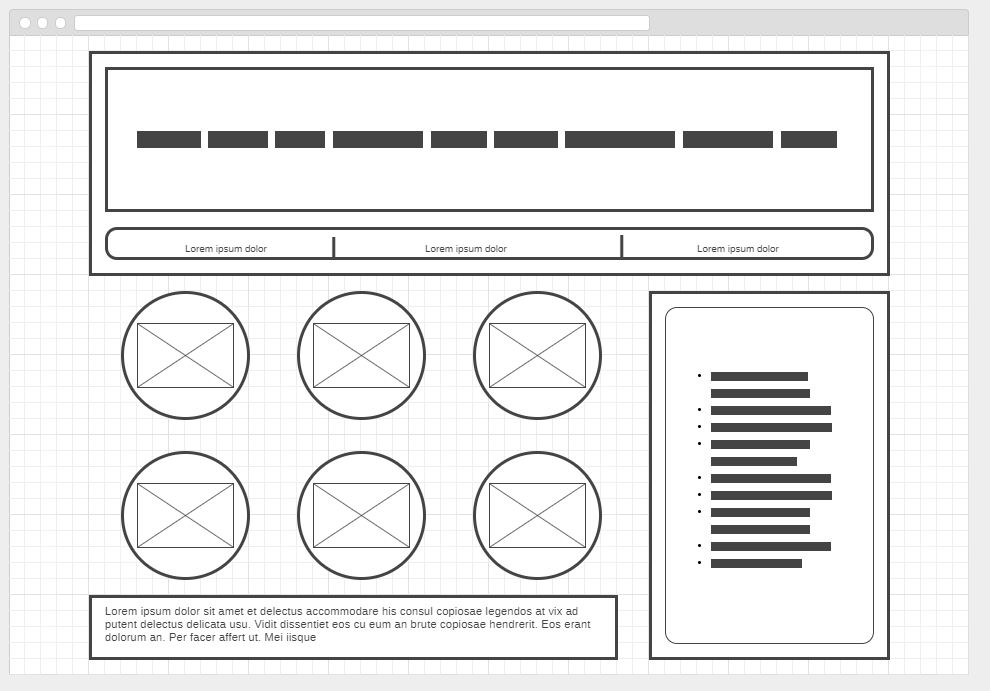 Lorem ipsum dolor
Lorem ipsum dolor
Lorem ipsum dolor
Lorem ipsum dolor sit amet et delectus accommodare his consul copiosae legendos at vix ad
putent delectus delicata usu. Vidit dissentiet eos cu eum an brute copiosae hendrerit. Eos erant
dolorum an. Per facer affert ut. Mei iisque